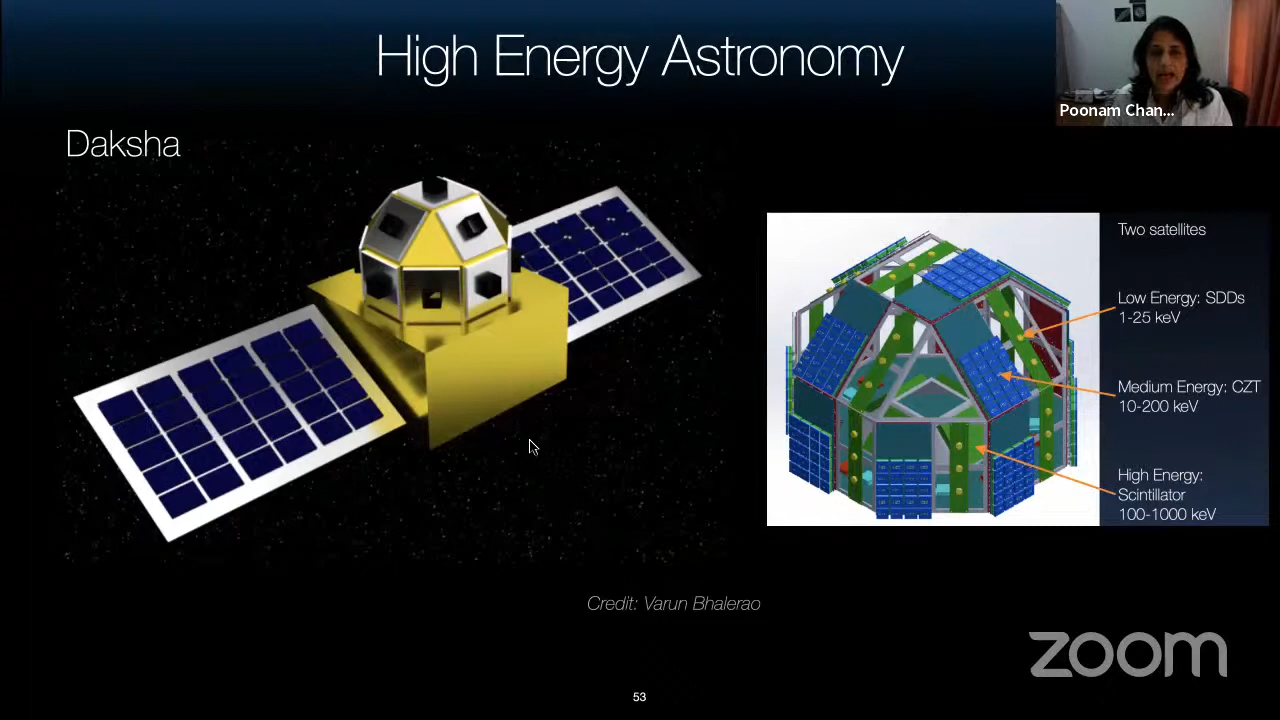 High Energy Astronomy
Poonam Chan...
Daksha
Two satellites
Low Energy: SDDs
1-25 keV
Medium Energy: CZT
10-200 keV
High Energy:
Scintillator
100-1000 keV
Credit: Varun Bhalerao
zoom
53